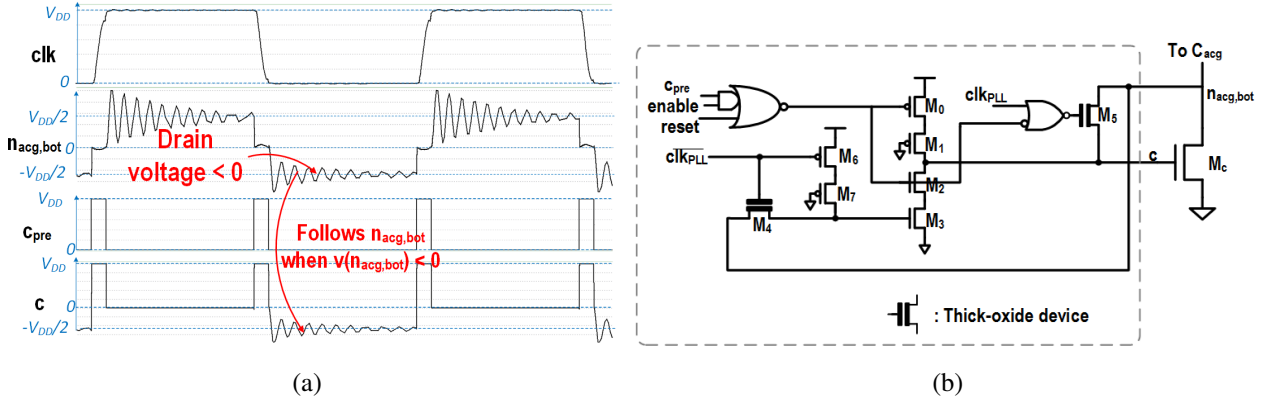 V_DD
clk
0
V_DD/2
n_acg,bot
0
-V_DD/2
Drain
voltage < 0
V_DD
c_pre
0
Follows n_acg,bot
when v(n_acg,bot) < 0
V_DD
c
0
-V_DD/2
(a)
To C_acg
n_acg,bot
c_pre
enable
reset
M_0
clk_PLL
M_5
M_1
c
M_c
c̅l̅k̅_P̅L̅L̅
M_6
M_2
M_7
M_4
M_3
: Thick-oxide device
(b)